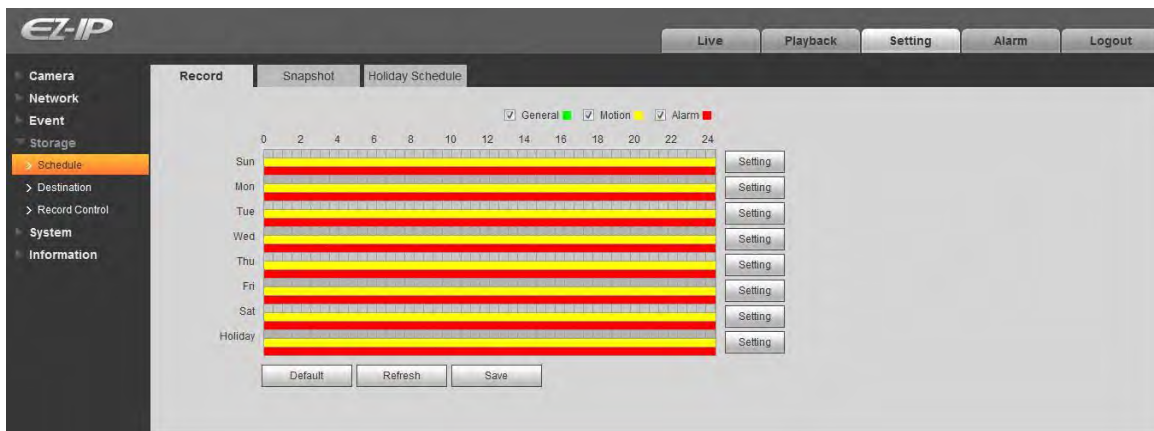 EZ-IP
Live Playback Setting Alarm Logout
Camera
Network
Event
Storage
Schedule
Destination
Record Control
System
Information
Record Snapshot Holiday Schedule
General Motion Alarm
0 2 4 6 8 10 12 14 16 18 20 22 24
Sun Setting
Mon Setting
Tue Setting
Wed Setting
Thu Setting
Fri Setting
Sat Setting
Holiday Setting
Default Refresh Save